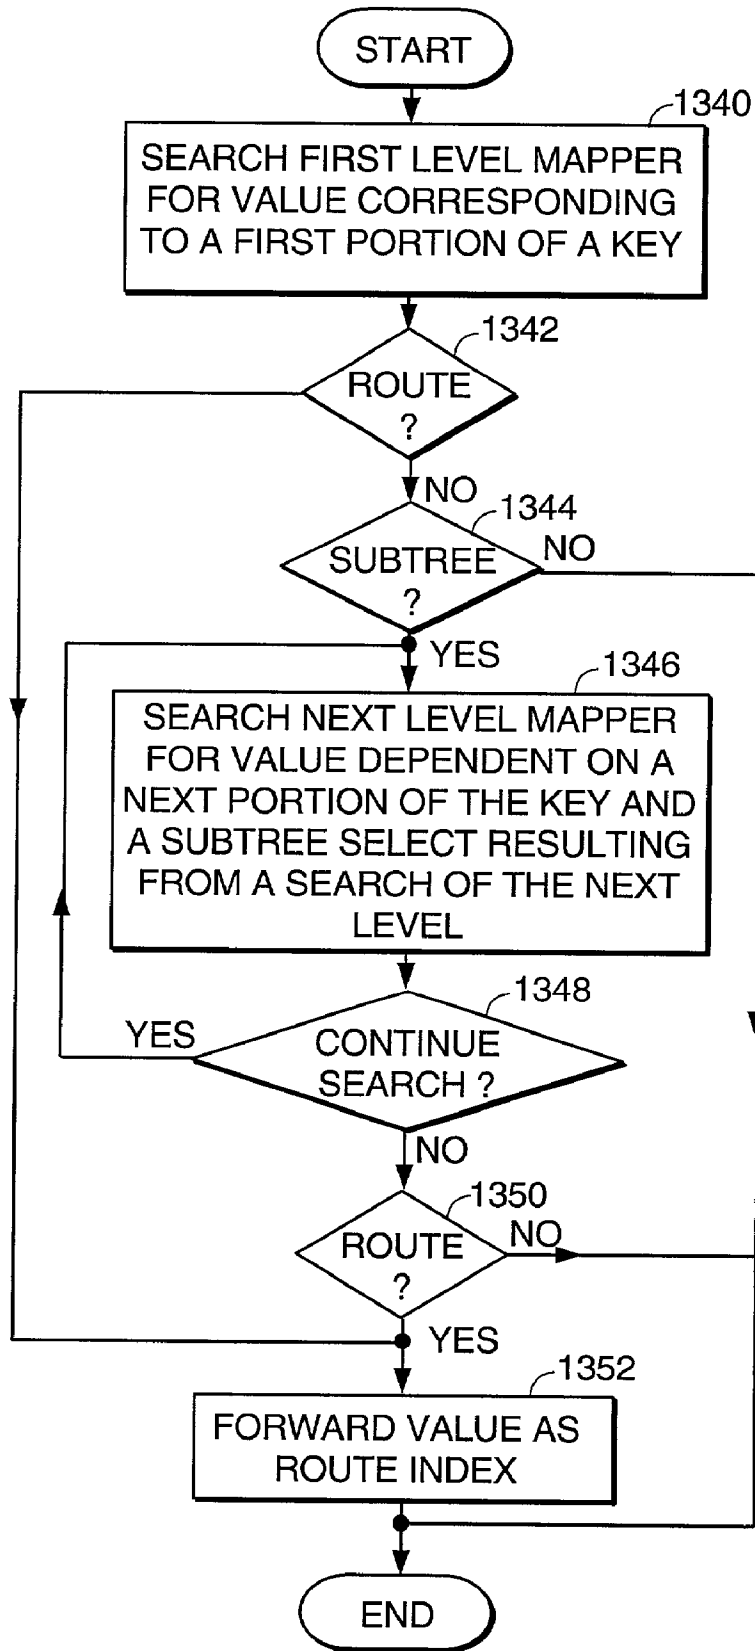 START
1340
SEARCH FIRST LEVEL MAPPER
FOR VALUE CORRESPONDING
TO A FIRST PORTION OF A KEY
1342
ROUTE
?
NO
1344
SUBTREE
?
NO
YES
1346
SEARCH NEXT LEVEL MAPPER
FOR VALUE DEPENDENT ON A
NEXT PORTION OF THE KEY AND
A SUBTREE SELECT RESULTING
FROM A SEARCH OF THE NEXT
LEVEL
1348
YES
CONTINUE
SEARCH ?
NO
1350
ROUTE
?
NO
YES
1352
FORWARD VALUE AS
ROUTE INDEX
END